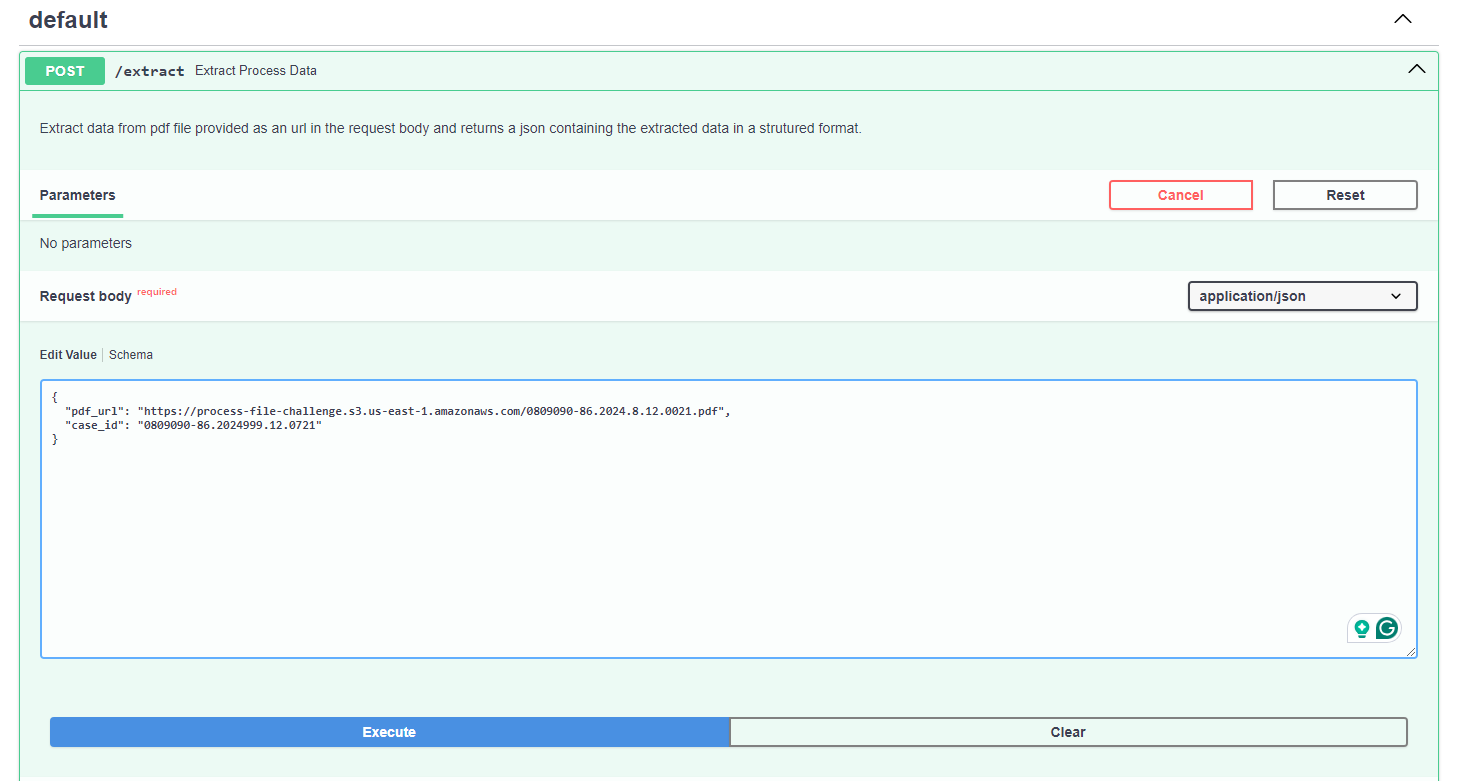 default
POST /extract Extract Process Data
Extract data from pdf file provided as an url in the request body and returns a json containing the extracted data in a strutured format.
Parameters
Cancel
Reset
No parameters
Request body required
application/json
Edit Value | Schema
{
  "pdf_url": "https://process-file-challenge.s3.us-east-1.amazonaws.com/0809090-86.2024.8.12.0021.pdf",
  "case_id": "0809090-86.2024999.12.0721"
}
Execute
Clear